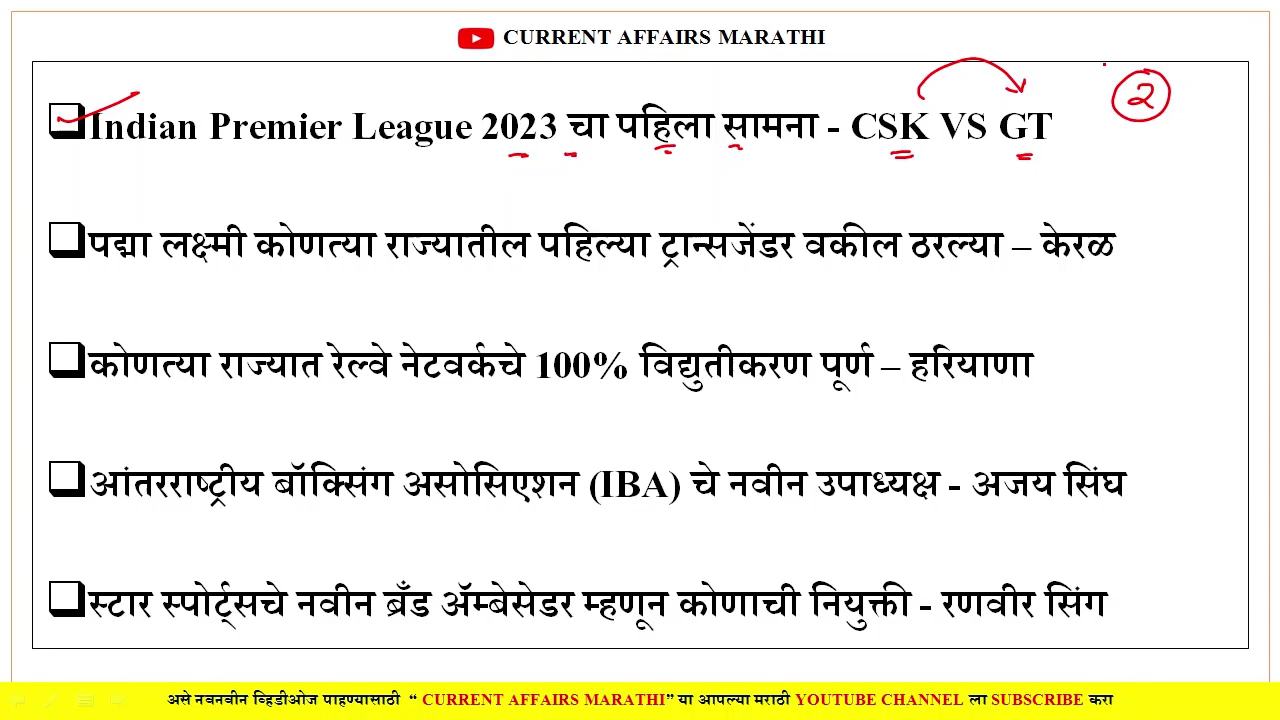 CURRENT AFFAIRS MARATHI
②
Indian Premier League 2023 चा पहिला सामना - CSK VS GT
पद्मा लक्ष्मी कोणत्या राज्यातील पहिल्या ट्रान्सजेंडर वकील ठरल्या – केरळ
कोणत्या राज्यात रेल्वे नेटवर्कचे 100% विद्युतीकरण पूर्ण – हरियाणा
आंतरराष्ट्रीय बॉक्सिंग असोसिएशन (IBA) चे नवीन उपाध्यक्ष - अजय सिंघ
स्टार स्पोर्ट्सचे नवीन ब्रँड ॲम्बेसेडर म्हणून कोणाची नियुक्ती - रणवीर सिंग
असे नवनवीन व्हिडीओज पाहण्यासाठी “ CURRENT AFFAIRS MARATHI” या आपल्या मराठी YOUTUBE CHANNEL ला SUBSCRIBE करा